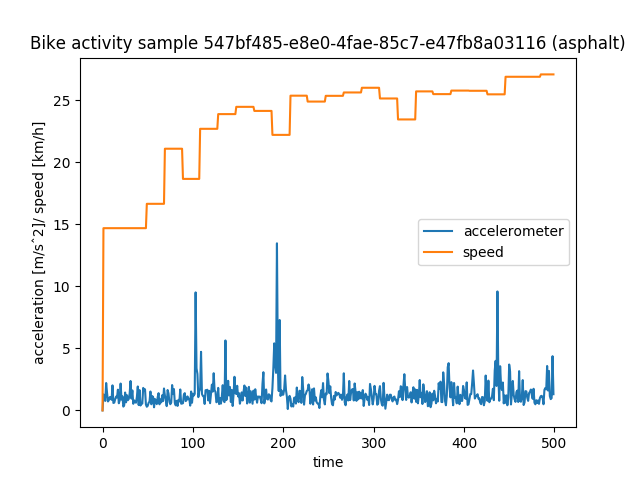 Bike activity sample 547bf485-e8e0-4fae-85c7-e47fb8a03116 (asphalt)
acceleration [m/s^2]/ speed [km/h]
25
20
15
10
5
0
accelerometer
speed
0 100 200 300 400 500
time